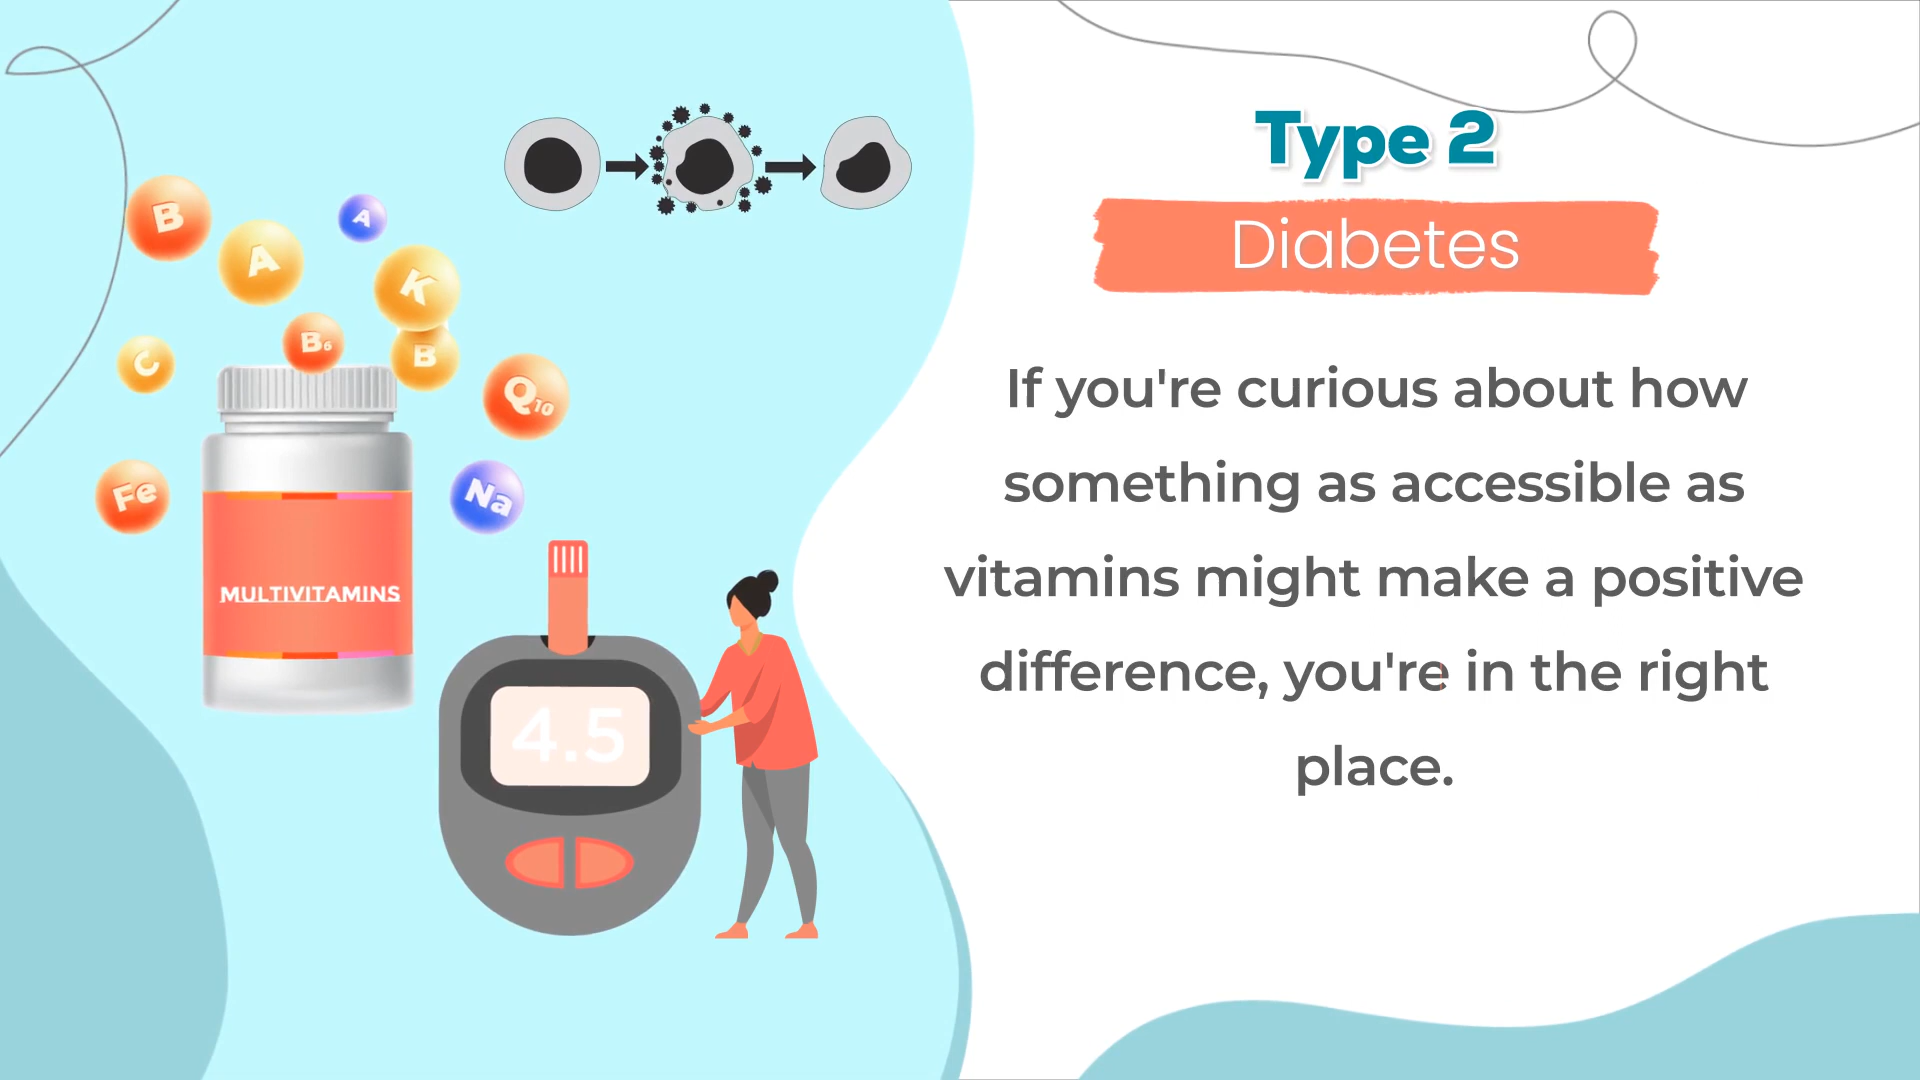 Type 2
Diabetes
If you're curious about how
something as accessible as
vitamins might make a positive
difference, you're in the right
place.
B
A
A
K
B6
B
C
Q10
Fe
Na
MULTIVITAMINS
4.5